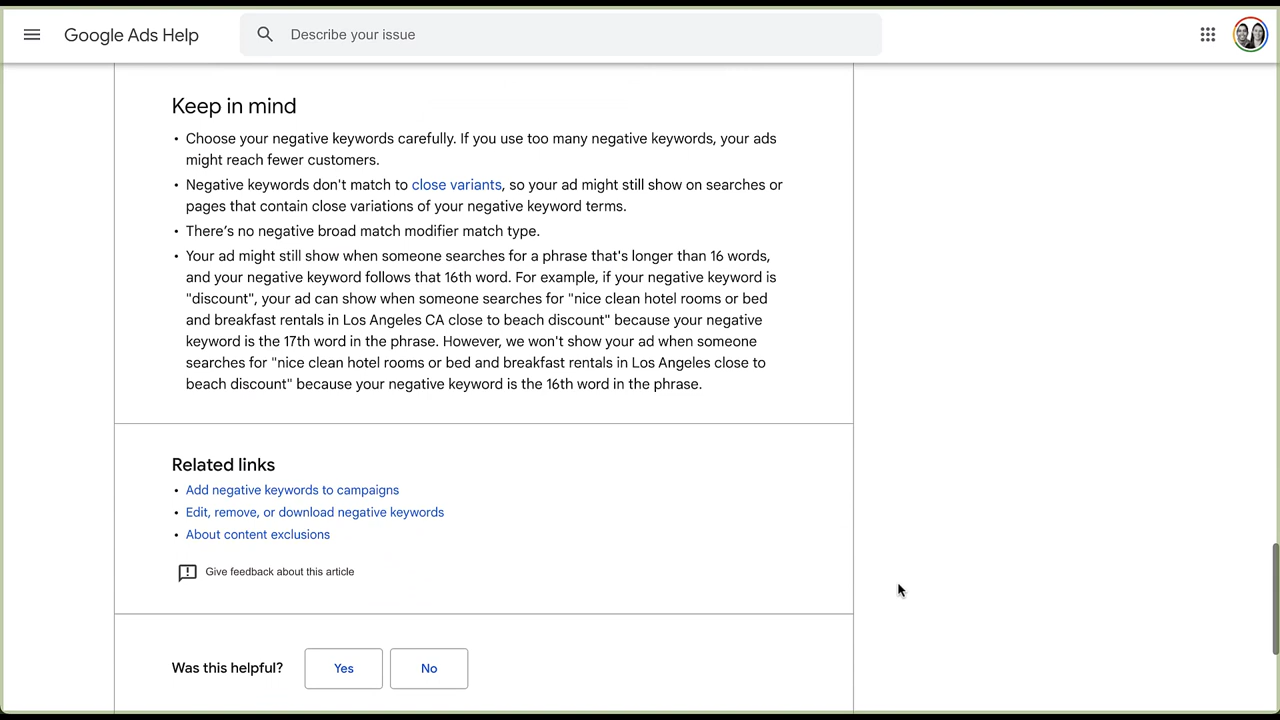 Google Ads Help
Describe your issue
Keep in mind
• Choose your negative keywords carefully. If you use too many negative keywords, your ads
might reach fewer customers.
• Negative keywords don't match to close variants, so your ad might still show on searches or
pages that contain close variations of your negative keyword terms.
• There’s no negative broad match modifier match type.
• Your ad might still show when someone searches for a phrase that's longer than 16 words,
and your negative keyword follows that 16th word. For example, if your negative keyword is
"discount", your ad can show when someone searches for "nice clean hotel rooms or bed
and breakfast rentals in Los Angeles CA close to beach discount" because your negative
keyword is the 17th word in the phrase. However, we won't show your ad when someone
searches for "nice clean hotel rooms or bed and breakfast rentals in Los Angeles close to
beach discount" because your negative keyword is the 16th word in the phrase.
Related links
• Add negative keywords to campaigns
• Edit, remove, or download negative keywords
• About content exclusions
Give feedback about this article
Was this helpful? Yes No